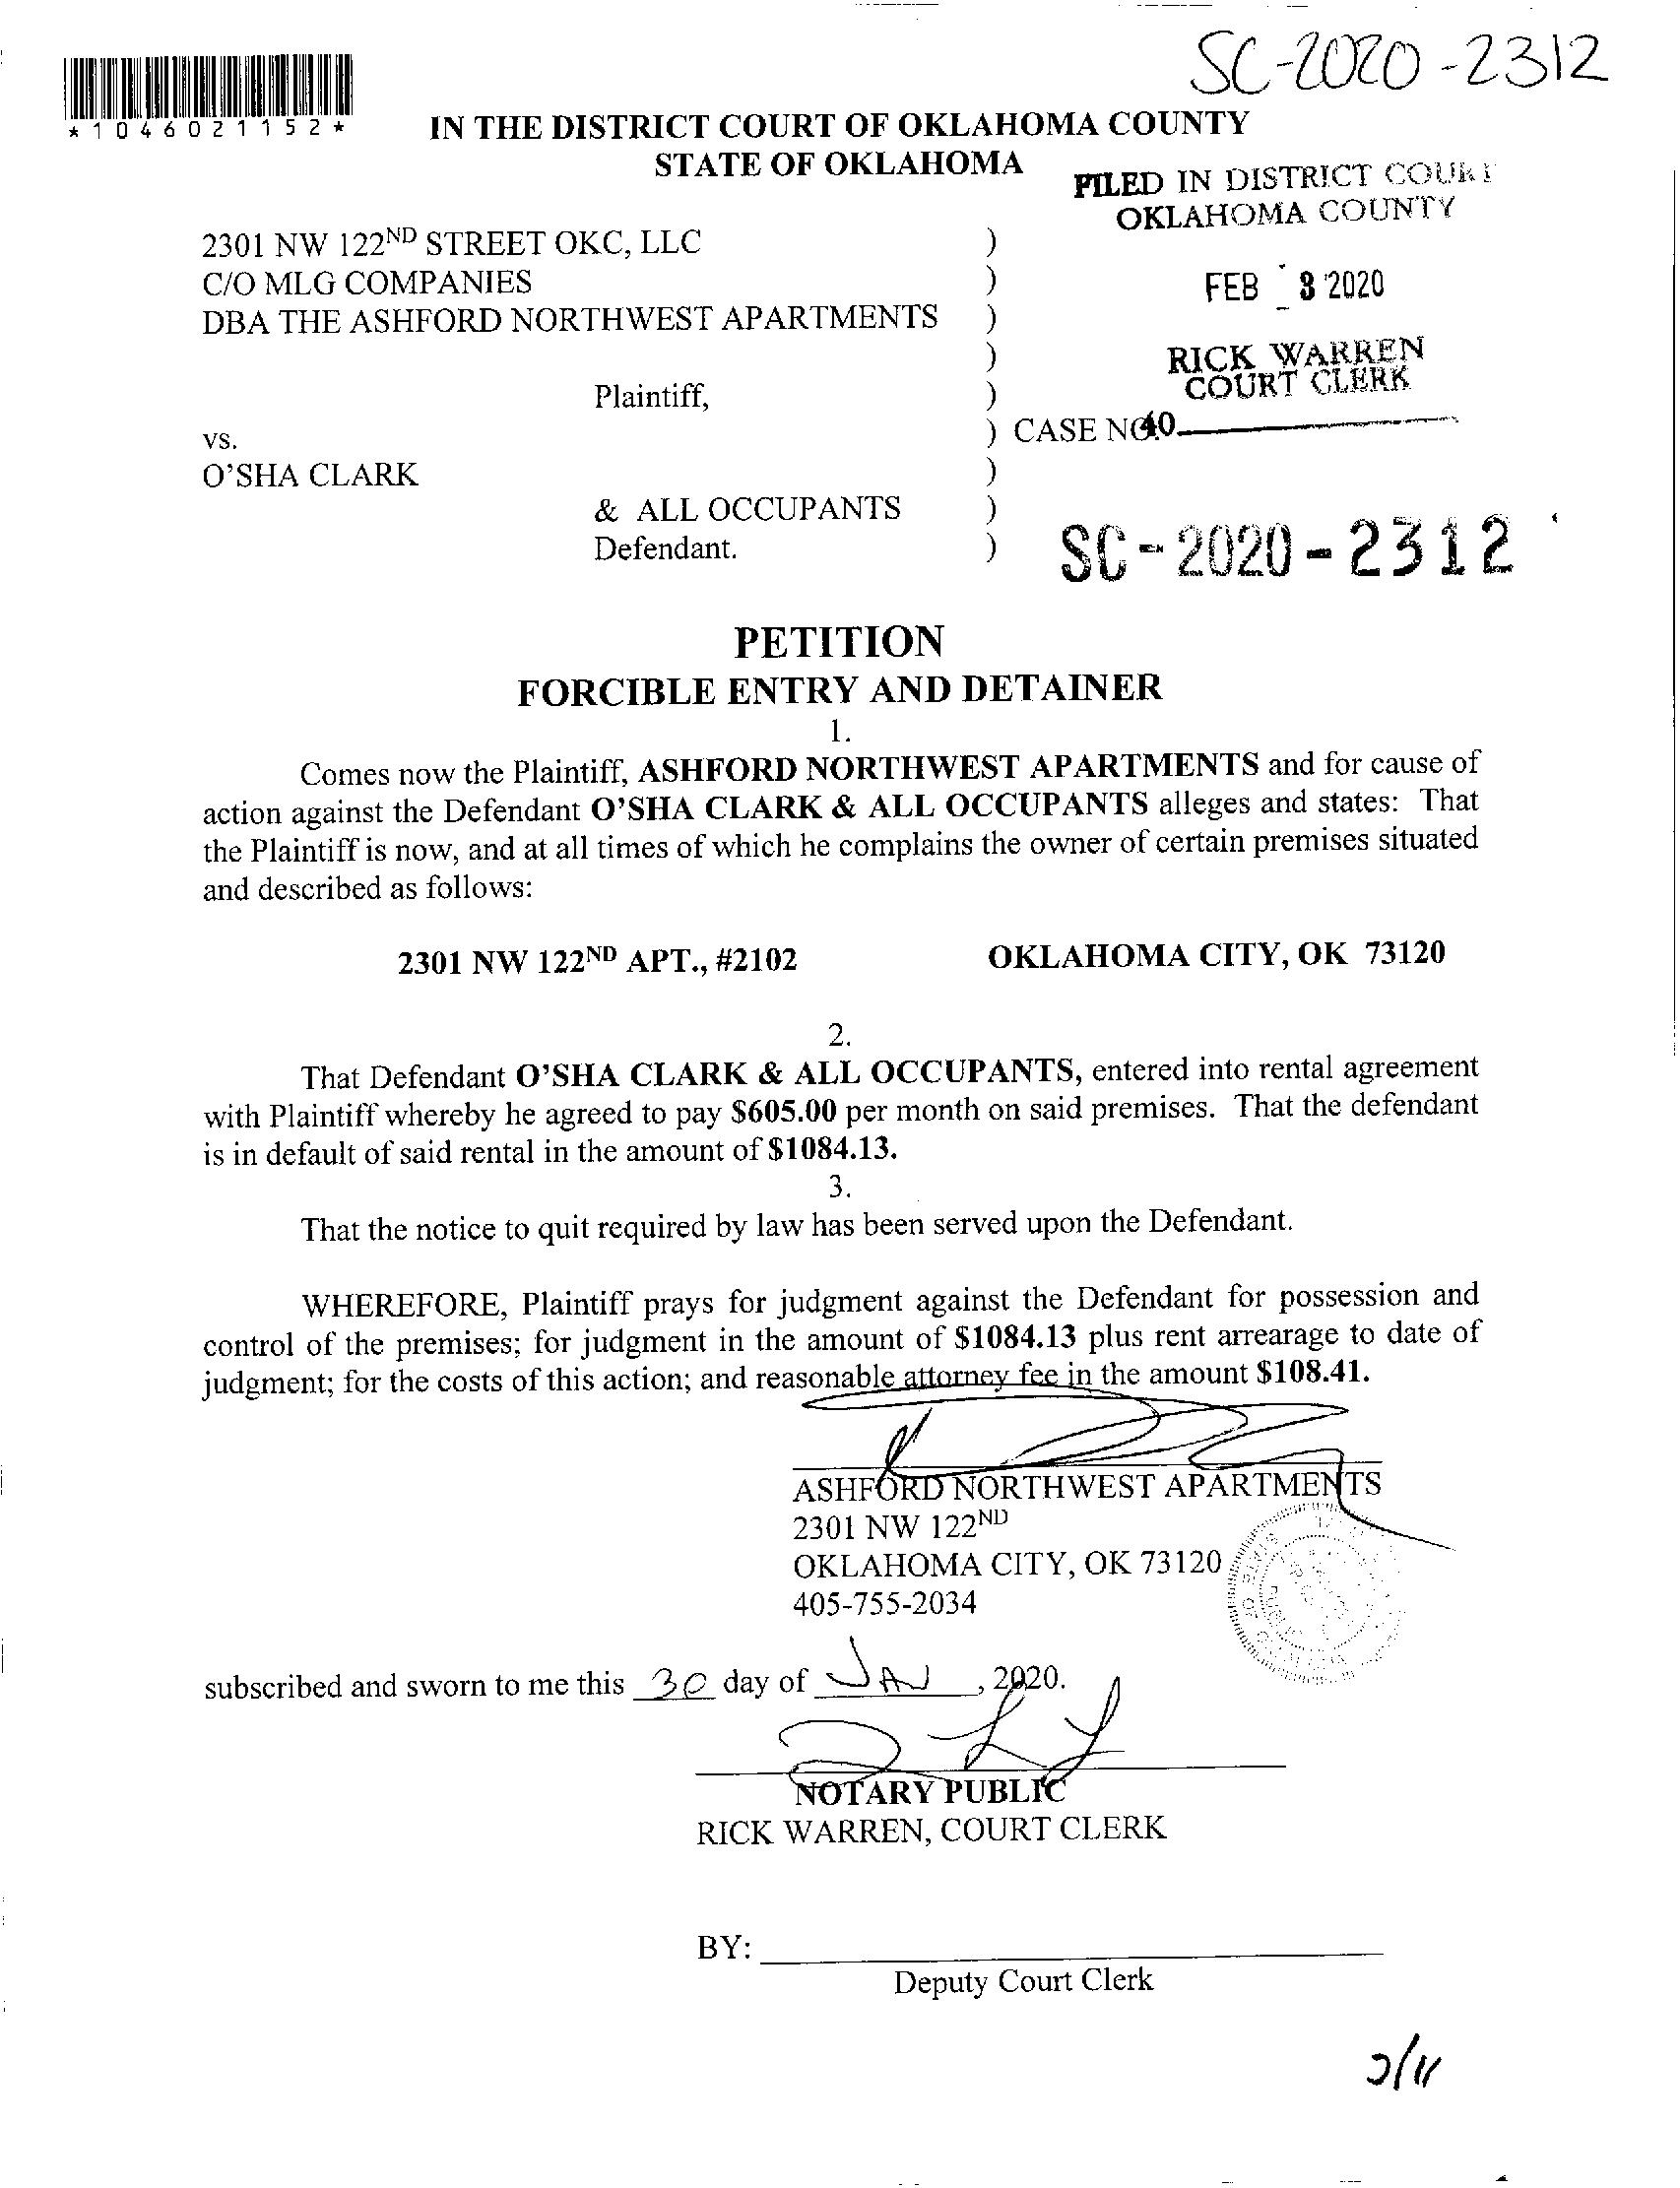 SC-2020-2312
*1046021152*
IN THE DISTRICT COURT OF OKLAHOMA COUNTY
STATE OF OKLAHOMA
FILED IN DISTRICT COURT
OKLAHOMA COUNTY
FEB - 3 2020
RICK WARREN
COURT CLERK
40
2301 NW 122ND STREET OKC, LLC )
C/O MLG COMPANIES )
DBA THE ASHFORD NORTHWEST APARTMENTS )
)
Plaintiff, )
vs. ) CASE NO.
O'SHA CLARK )
& ALL OCCUPANTS )
Defendant. )
SC-2020-2312
PETITION
FORCIBLE ENTRY AND DETAINER
1.
Comes now the Plaintiff, ASHFORD NORTHWEST APARTMENTS and for cause of
action against the Defendant O'SHA CLARK & ALL OCCUPANTS alleges and states: That
the Plaintiff is now, and at all times of which he complains the owner of certain premises situated
and described as follows:
2301 NW 122ND APT., #2102 OKLAHOMA CITY, OK 73120
2.
That Defendant O'SHA CLARK & ALL OCCUPANTS, entered into rental agreement
with Plaintiff whereby he agreed to pay $605.00 per month on said premises. That the defendant
is in default of said rental in the amount of $1084.13.
3.
That the notice to quit required by law has been served upon the Defendant.
WHEREFORE, Plaintiff prays for judgment against the Defendant for possession and
control of the premises; for judgment in the amount of $1084.13 plus rent arrearage to date of
judgment; for the costs of this action; and reasonable attorney fee in the amount $108.41.
ASHFORD NORTHWEST APARTMENTS
2301 NW 122ND
OKLAHOMA CITY, OK 73120
405-755-2034
subscribed and sworn to me this 30 day of JAN, 2020.
NOTARY PUBLIC
RICK WARREN, COURT CLERK
BY:
Deputy Court Clerk